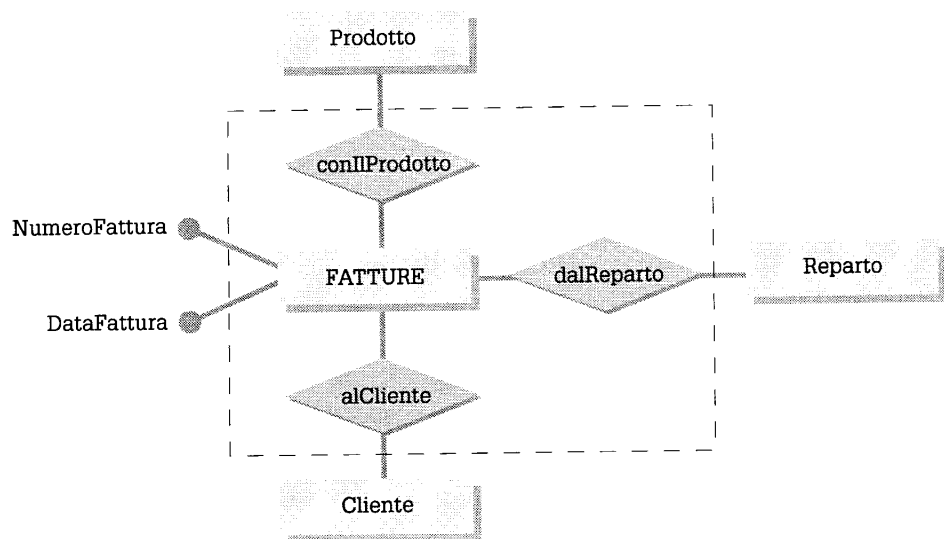 Prodotto
conIlProdotto
NumeroFattura
FATTURE
dalReparto
Reparto
DataFattura
alCliente
Cliente